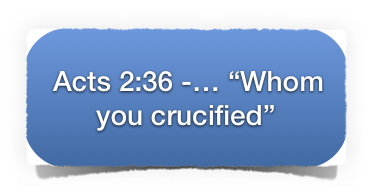 Acts 2:36 -… “Whom
you crucified”